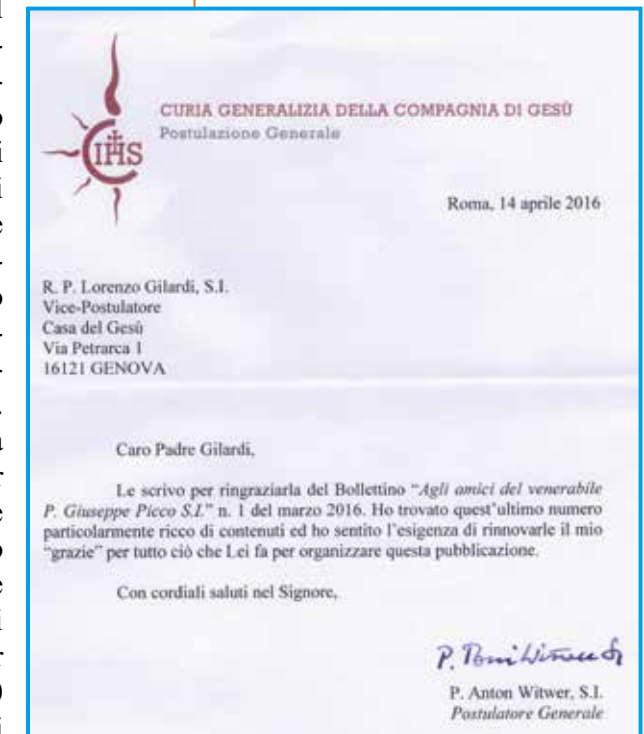 IHS
CURIA GENERALIZIA DELLA COMPAGNIA DI GESÙ
Postulazione Generale
Roma, 14 aprile 2016
R. P. Lorenzo Gilardi, S.I.
Vice-Postulatore
Casa del Gesù
Via Petrarca 1
16121 GENOVA
Caro Padre Gilardi,
Le scrivo per ringraziarla del Bollettino “Agli amici del venerabile
P. Giuseppe Picco S.I.” n. 1 del marzo 2016. Ho trovato quest’ultimo numero
particolarmente ricco di contenuti ed ho sentito l’esigenza di rinnovarle il mio
“grazie” per tutto ciò che Lei fa per organizzare questa pubblicazione.
Con cordiali saluti nel Signore,
P. Toni Witwer SJ
P. Anton Witwer, S.I.
Postulatore Generale